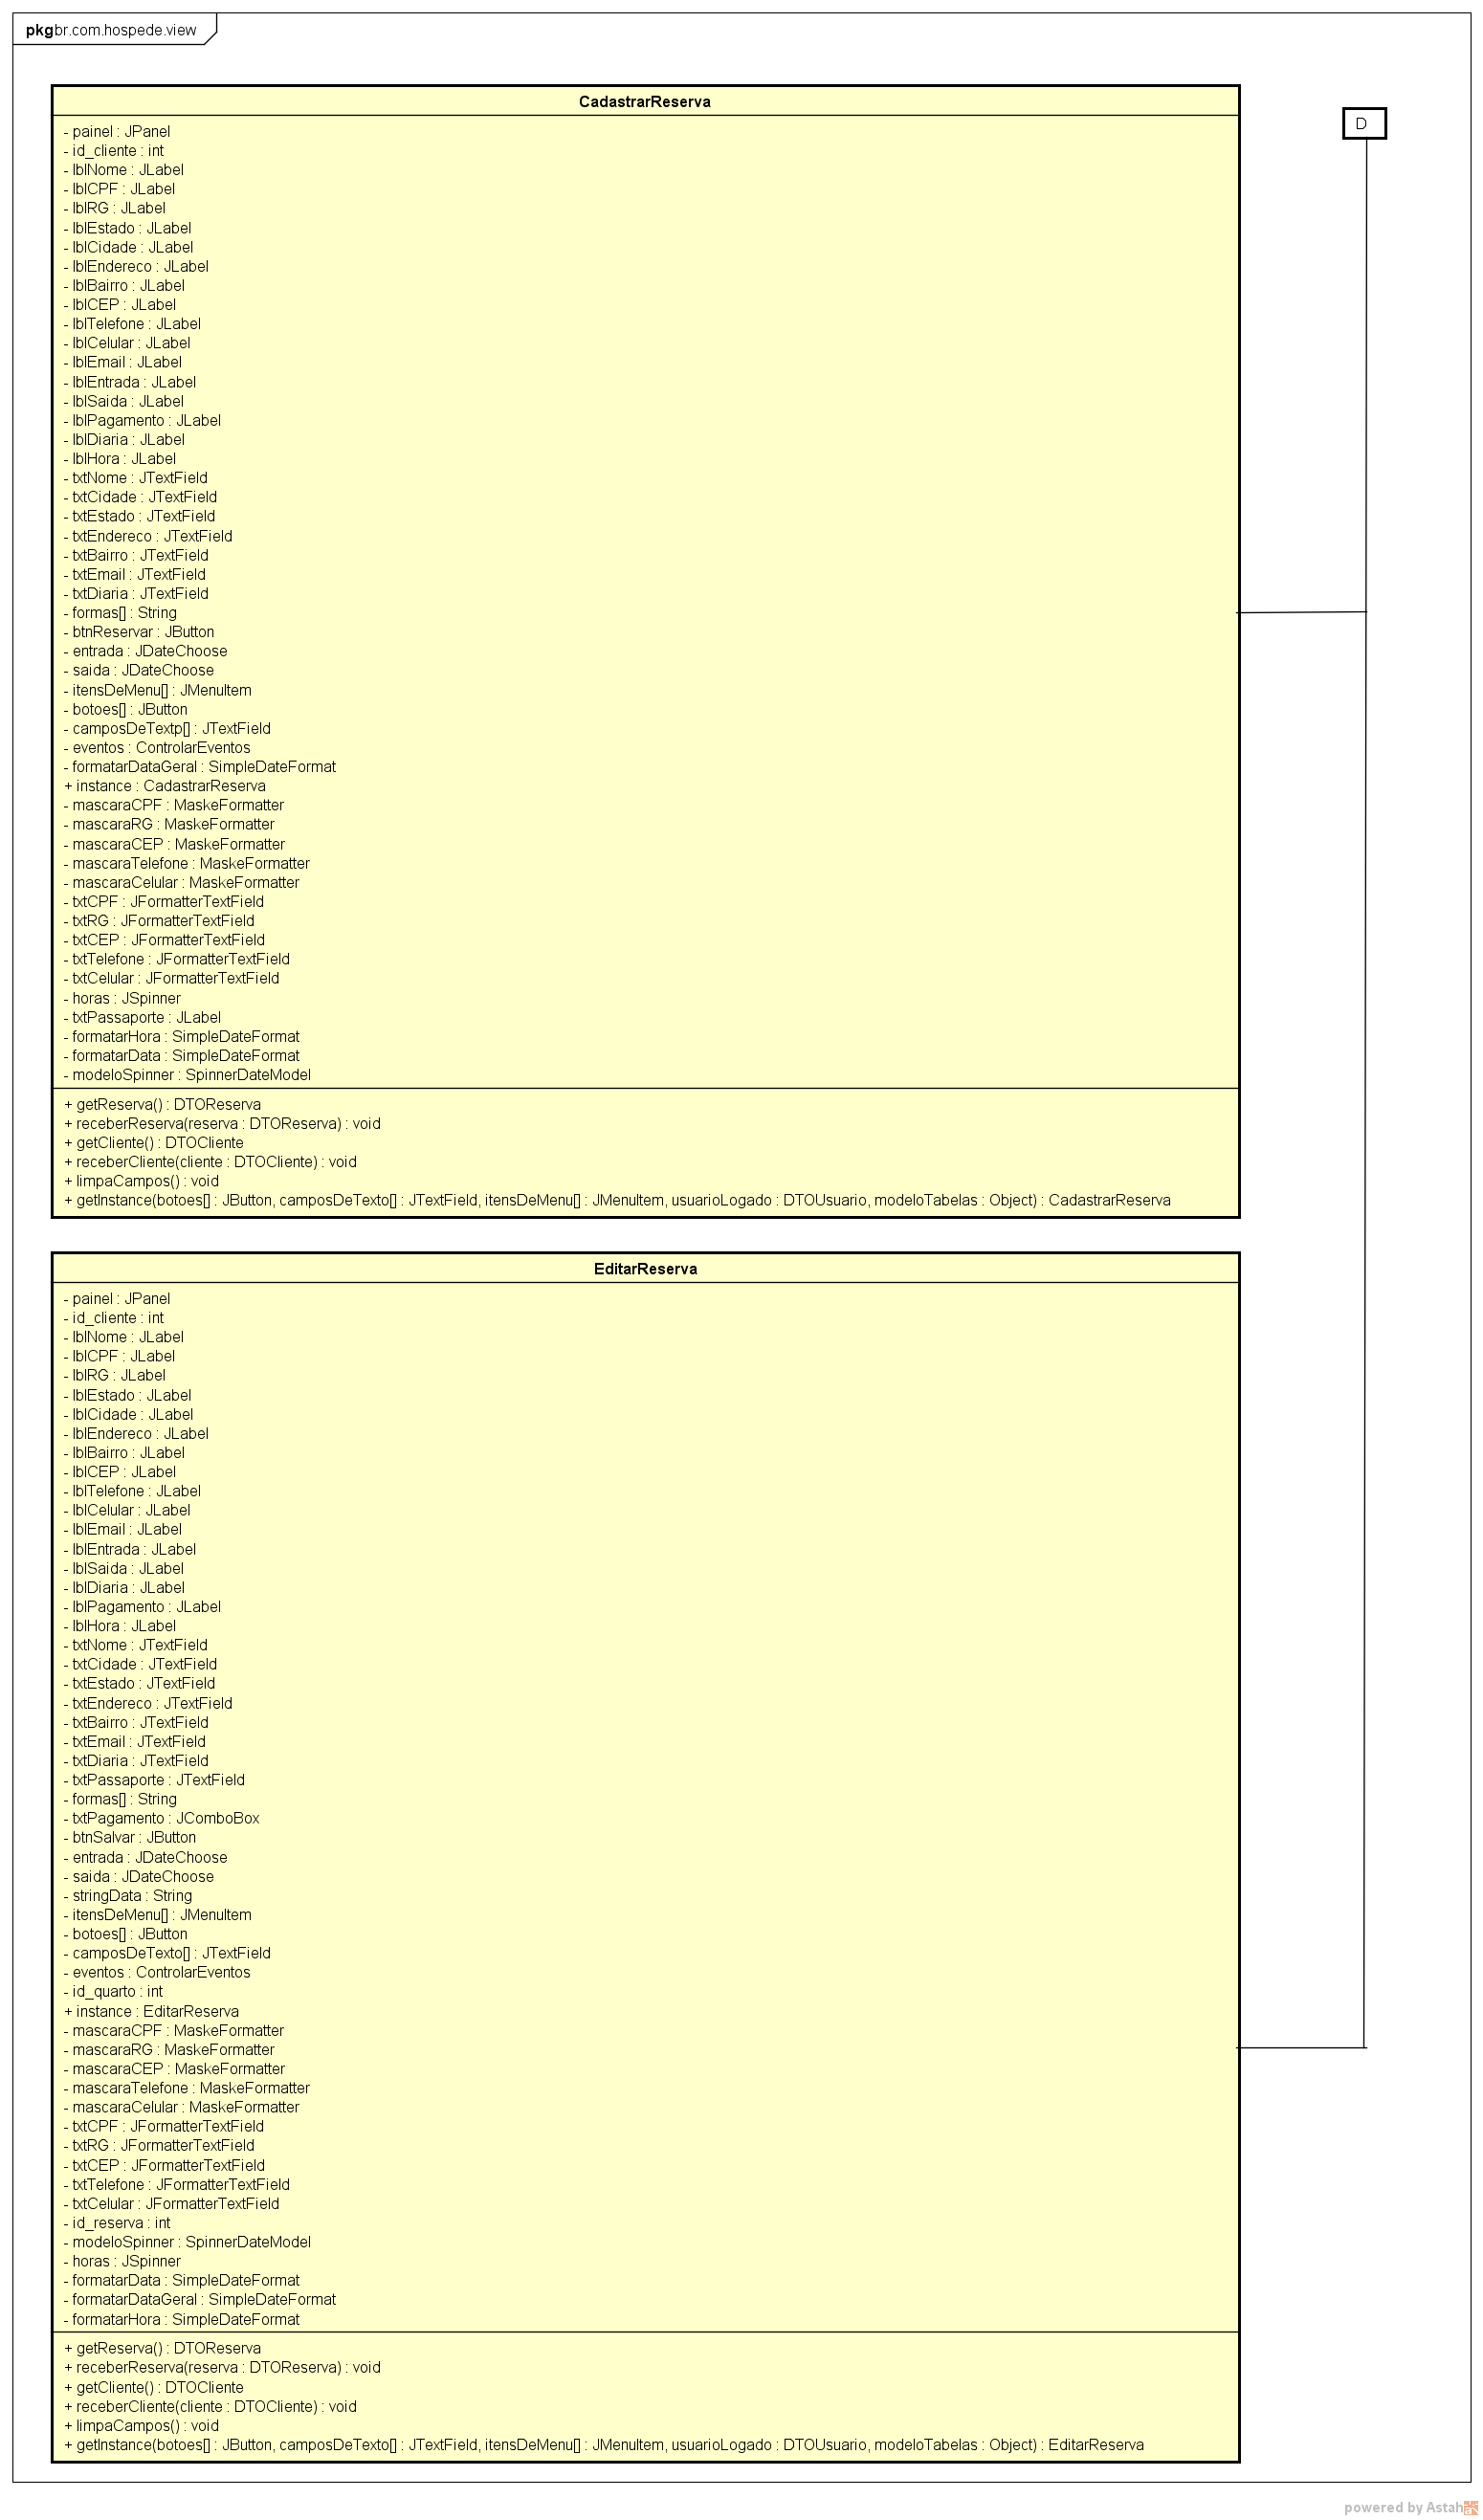 pkg br.com.hospede.view
CadastrarReserva
- painel : JPanel
- id_cliente : int
- lblNome : JLabel
- lblCPF : JLabel
- lblRG : JLabel
- lblEstado : JLabel
- lblCidade : JLabel
- lblEndereco : JLabel
- lblBairro : JLabel
- lblCEP : JLabel
- lblTelefone : JLabel
- lblCelular : JLabel
- lblEmail : JLabel
- lblEntrada : JLabel
- lblSaida : JLabel
- lblPagamento : JLabel
- lblDiaria : JLabel
- lblHora : JLabel
- txtNome : JTextField
- txtCidade : JTextField
- txtEstado : JTextField
- txtEndereco : JTextField
- txtBairro : JTextField
- txtEmail : JTextField
- txtDiaria : JTextField
- formas[] : String
- btnReservar : JButton
- entrada : JDateChoose
- saida : JDateChoose
- itensDeMenu[] : JMenuItem
- botoes[] : JButton
- camposDeTextp[] : JTextField
- eventos : ControlarEventos
- formatarDataGeral : SimpleDateFormat
+ instance : CadastrarReserva
- mascaraCPF : MaskeFormatter
- mascaraRG : MaskeFormatter
- mascaraCEP : MaskeFormatter
- mascaraTelefone : MaskeFormatter
- mascaraCelular : MaskeFormatter
- txtCPF : JFormatterTextField
- txtRG : JFormatterTextField
- txtCEP : JFormatterTextField
- txtTelefone : JFormatterTextField
- txtCelular : JFormatterTextField
- horas : JSpinner
- txtPassaporte : JLabel
- formatarHora : SimpleDateFormat
- formatarData : SimpleDateFormat
- modeloSpinner : SpinnerDateModel
+ getReserva() : DTOReserva
+ receberReserva(reserva : DTOReserva) : void
+ getCliente() : DTOCliente
+ receberCliente(cliente : DTOCliente) : void
+ limpaCampos() : void
+ getInstance(botoes[] : JButton, camposDeTexto[] : JTextField, itensDeMenu[] : JMenuItem, usuarioLogado : DTOUsuario, modeloTabelas : Object) : CadastrarReserva
D
EditarReserva
- painel : JPanel
- id_cliente : int
- lblNome : JLabel
- lblCPF : JLabel
- lblRG : JLabel
- lblEstado : JLabel
- lblCidade : JLabel
- lblEndereco : JLabel
- lblBairro : JLabel
- lblCEP : JLabel
- lblTelefone : JLabel
- lblCelular : JLabel
- lblEmail : JLabel
- lblEntrada : JLabel
- lblSaida : JLabel
- lblDiaria : JLabel
- lblPagamento : JLabel
- lblHora : JLabel
- txtNome : JTextField
- txtCidade : JTextField
- txtEstado : JTextField
- txtEndereco : JTextField
- txtBairro : JTextField
- txtEmail : JTextField
- txtDiaria : JTextField
- txtPassaporte : JTextField
- formas[] : String
- txtPagamento : JComboBox
- btnSalvar : JButton
- entrada : JDateChoose
- saida : JDateChoose
- stringData : String
- itensDeMenu[] : JMenuItem
- botoes[] : JButton
- camposDeTexto[] : JTextField
- eventos : ControlarEventos
- id_quarto : int
+ instance : EditarReserva
- mascaraCPF : MaskeFormatter
- mascaraRG : MaskeFormatter
- mascaraCEP : MaskeFormatter
- mascaraTelefone : MaskeFormatter
- mascaraCelular : MaskeFormatter
- txtCPF : JFormatterTextField
- txtRG : JFormatterTextField
- txtCEP : JFormatterTextField
- txtTelefone : JFormatterTextField
- txtCelular : JFormatterTextField
- id_reserva : int
- modeloSpinner : SpinnerDateModel
- horas : JSpinner
- formatarData : SimpleDateFormat
- formatarDataGeral : SimpleDateFormat
- formatarHora : SimpleDateFormat
+ getReserva() : DTOReserva
+ receberReserva(reserva : DTOReserva) : void
+ getCliente() : DTOCliente
+ receberCliente(cliente : DTOCliente) : void
+ limpaCampos() : void
+ getInstance(botoes[] : JButton, camposDeTexto[] : JTextField, itensDeMenu[] : JMenuItem, usuarioLogado : DTOUsuario, modeloTabelas : Object) : EditarReserva
powered by Astah